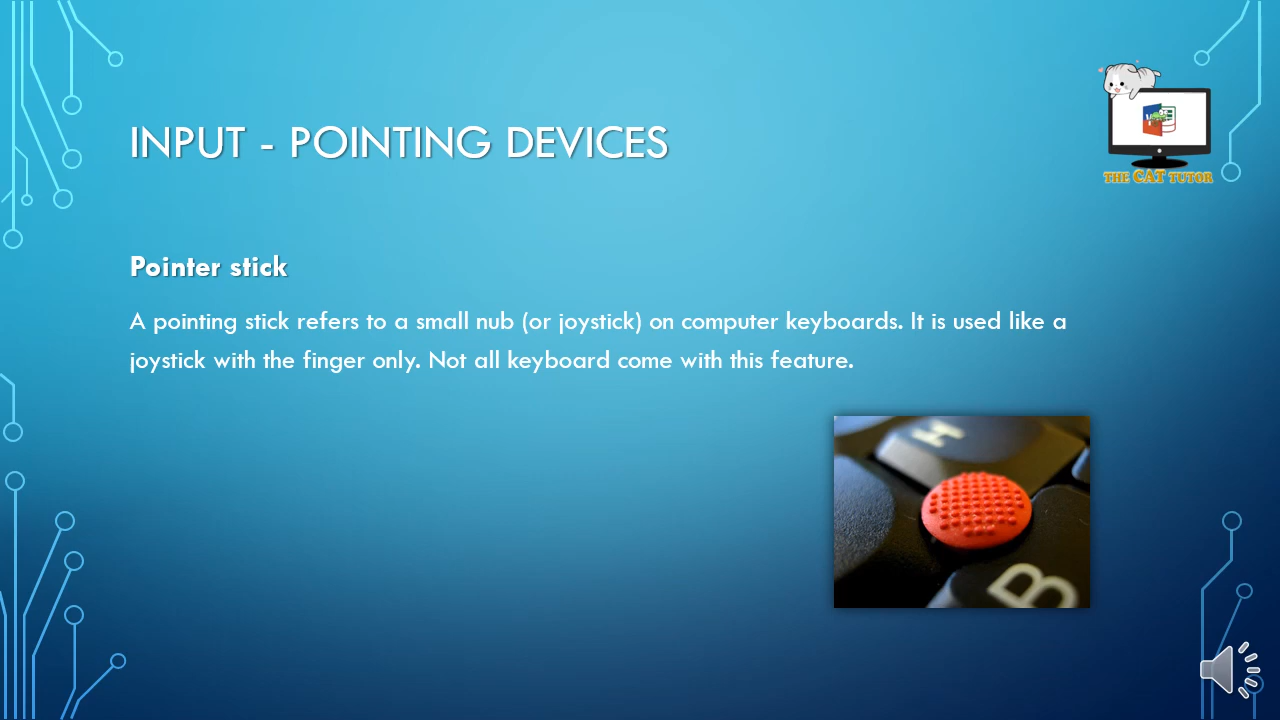 INPUT - POINTING DEVICES
THE CAT TUTOR
Pointer stick
A pointing stick refers to a small nub (or joystick) on computer keyboards. It is used like a
joystick with the finger only. Not all keyboard come with this feature.
H
B